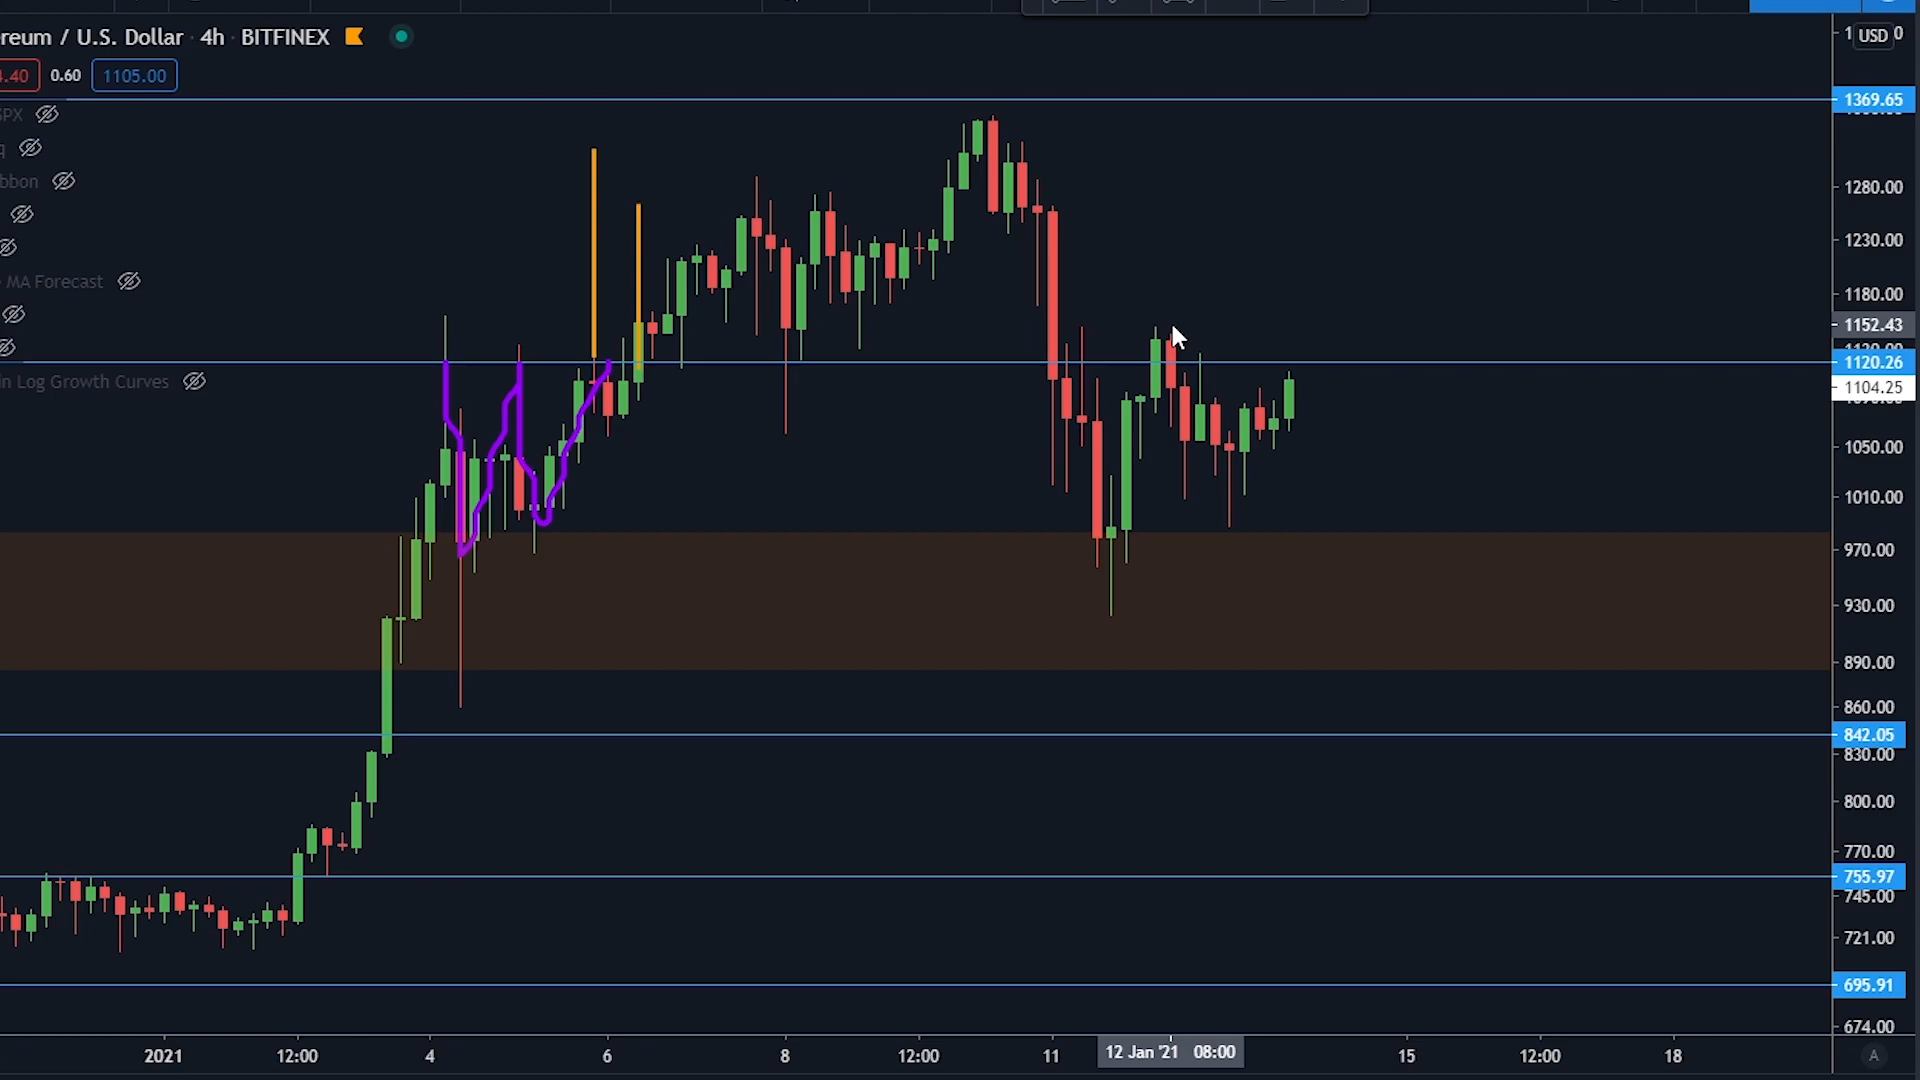 reum / U.S. Dollar · 4h · BITFINEX
4.40 0.60 1105.00
SPX
q
bbon
MA Forecast
in Log Growth Curves
USD
1369.65
1280.00
1230.00
1180.00
1152.43
1120.26
1104.25
1050.00
1010.00
970.00
930.00
890.00
860.00
842.05
830.00
800.00
770.00
755.97
745.00
721.00
695.91
674.00
2021 12:00 4 6 8 12:00 11 12 Jan '21 08:00 15 12:00 18 A